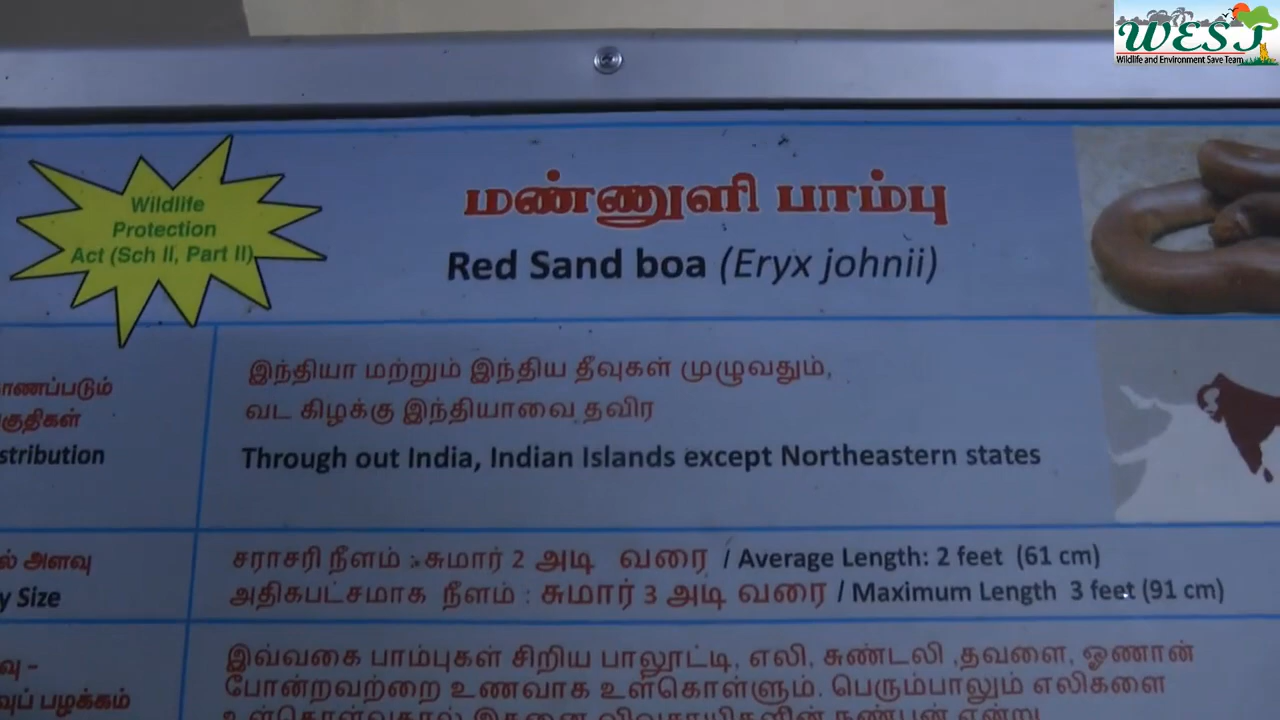 WEST
Wildlife and Environment Save Team
Wildlife
Protection
Act (Sch II, Part II)
மண்ணுளி பாம்பு
Red Sand boa (Eryx johnii)
இந்தியா மற்றும் இந்திய தீவுகள் முழுவதும்,
வட கிழக்கு இந்தியாவை தவிர
Through out India, Indian Islands except Northeastern states
சராசரி நீளம் : சுமார் 2 அடி வரை / Average Length: 2 feet (61 cm)
அளவு
Size
அதிகபட்சமாக நீளம் : சுமார் 3 அடி வரை / Maximum Length 3 feet (91 cm)
இவ்வகை பாம்புகள் சிறிய பாலூட்டி, எலி, சுண்டலி ,தவளை, ஓணான்
பழக்கம்
போன்றவற்றை உணவாக உள்கொள்ளும். பெரும்பாலும் எலிகளை